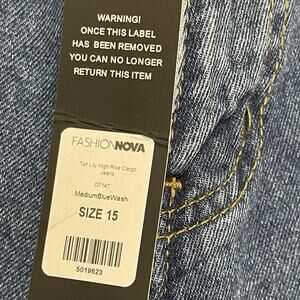 WARNING!
ONCE THIS LABEL
HAS BEEN REMOVED
YOU CAN NO LONGER
RETURN THIS ITEM
FASHIONNOVA
Tall Lily High Rise Cargo
Jeans
DT14T
MediumBlueWash
SIZE 15
5019623